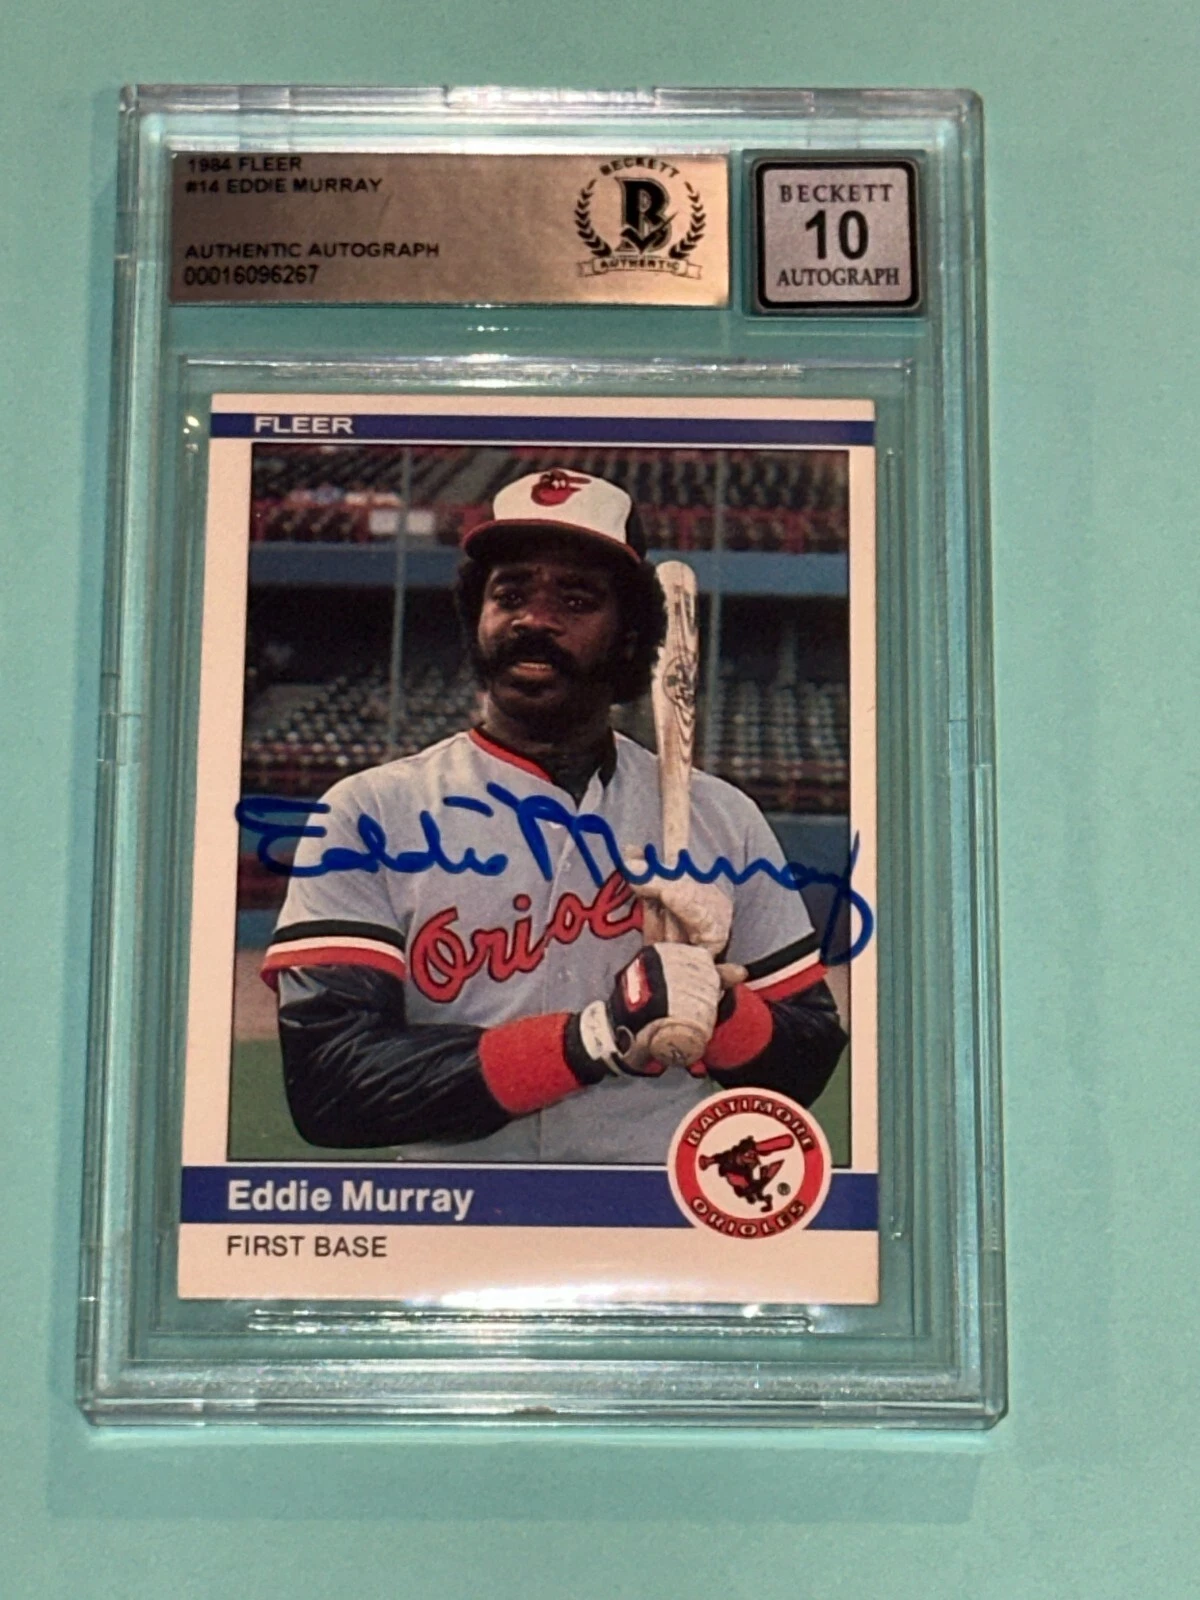 1984 FLEER
#14 EDDIE MURRAY
AUTHENTIC AUTOGRAPH
00016096267
BECKETT
B
AUTHENTIC
BECKETT
10
AUTOGRAPH
FLEER
Eddie Murray
Orioles
BALTIMORE
ORIOLES
®
Eddie Murray
FIRST BASE